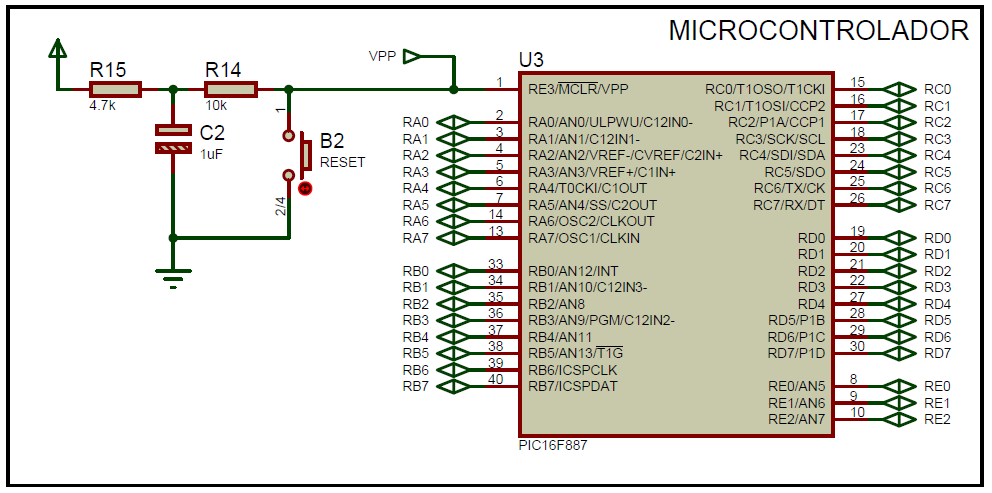 MICROCONTROLADOR
VPP
U3
R15
R14
4.7k
10k
C2
1uF
1
B2
RESET
2/4
1 RE3/MCLR/VPP
RA0 2 RA0/AN0/ULPWU/C12IN0-
RA1 3 RA1/AN1/C12IN1-
RA2 4 RA2/AN2/VREF-/CVREF/C2IN+
RA3 5 RA3/AN3/VREF+/C1IN+
RA4 6 RA4/T0CKI/C1OUT
RA5 7 RA5/AN4/SS/C2OUT
RA6 14 RA6/OSC2/CLKOUT
RA7 13 RA7/OSC1/CLKIN
RB0 33 RB0/AN12/INT
RB1 34 RB1/AN10/C12IN3-
RB2 35 RB2/AN8
RB3 36 RB3/AN9/PGM/C12IN2-
RB4 37 RB4/AN11
RB5 38 RB5/AN13/T1G
RB6 39 RB6/ICSPCLK
RB7 40 RB7/ICSPDAT
RC0/T1OSO/T1CKI 15 RC0
RC1/T1OSI/CCP2 16 RC1
RC2/P1A/CCP1 17 RC2
RC3/SCK/SCL 18 RC3
RC4/SDI/SDA 23 RC4
RC5/SDO 24 RC5
RC6/TX/CK 25 RC6
RC7/RX/DT 26 RC7
RD0 19 RD0
RD1 20 RD1
RD2 21 RD2
RD3 22 RD3
RD4 27 RD4
RD5/P1B 28 RD5
RD6/P1C 29 RD6
RD7/P1D 30 RD7
RE0/AN5 8 RE0
RE1/AN6 9 RE1
RE2/AN7 10 RE2
PIC16F887